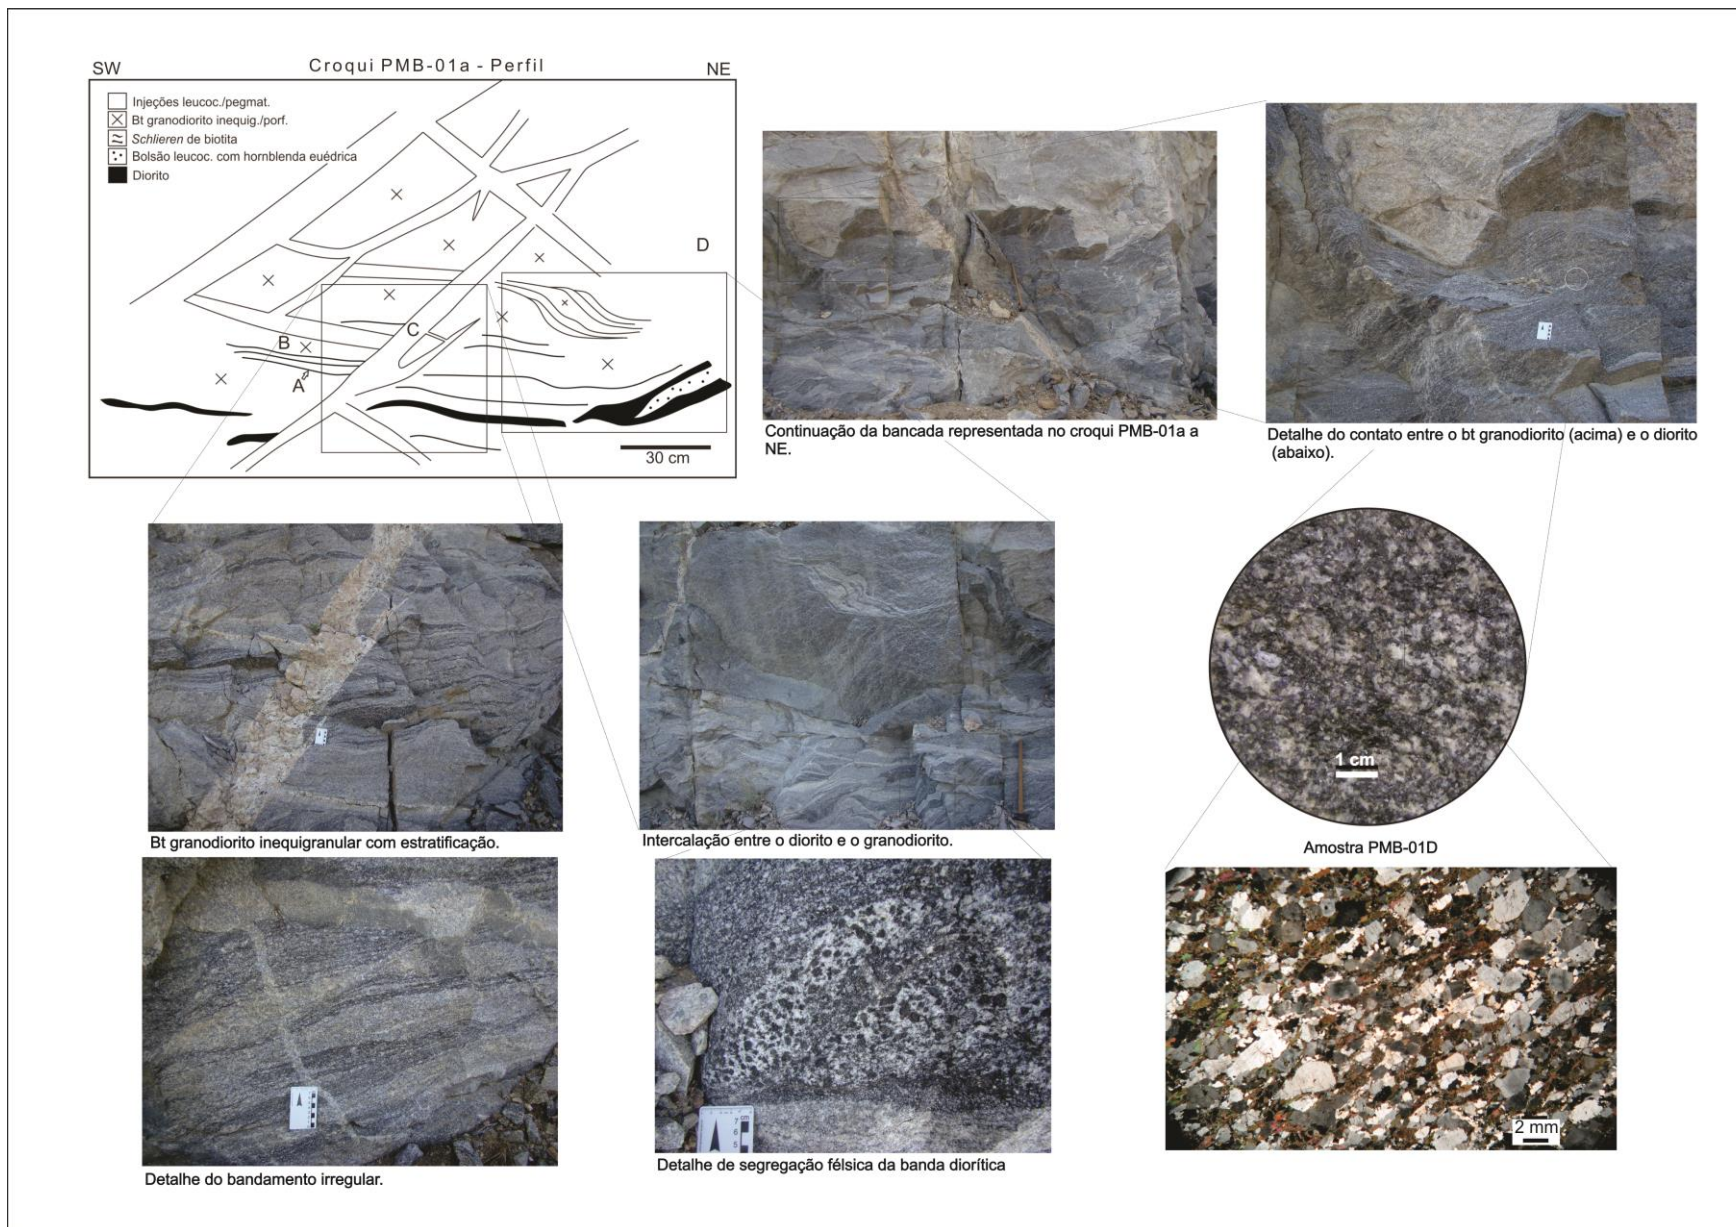 SW
Croqui PMB-01a - Perfil
NE
Injeções leucoc./pegmat.
Bt granodiorito inequig./porf.
Schlieren de biotita
Bolsão leucoc. com hornblenda euédrica
Diorito
D
C
B
A
30 cm
Continuação da bancada representada no croqui PMB-01a a
NE.
Detalhe do contato entre o bt granodiorito (acima) e o diorito
(abaixo).
1 cm
Bt granodiorito inequigranular com estratificação.
Intercalação entre o diorito e o granodiorito.
Amostra PMB-01D
7
6
5
2 mm
Detalhe do bandamento irregular.
Detalhe de segregação félsica da banda diorítica